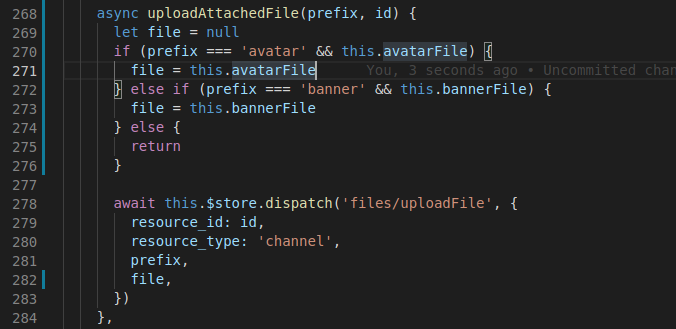 268 async uploadAttachedFile(prefix, id) {
269 let file = null
270 if (prefix === 'avatar' && this.avatarFile) {
271 file = this.avatarFile You, 3 seconds ago • Uncommitted chan
272 } else if (prefix === 'banner' && this.bannerFile) {
273 file = this.bannerFile
274 } else {
275 return
276 }
277
278 await this.$store.dispatch('files/uploadFile', {
279 resource_id: id,
280 resource_type: 'channel',
281 prefix,
282 file,
283 })
284 },